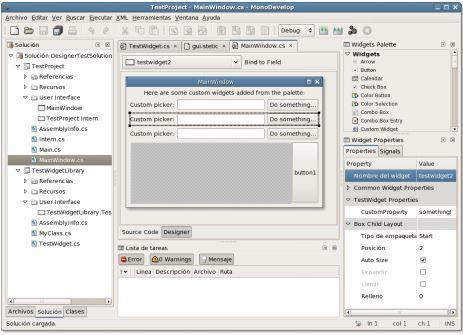 TestProject - MainWindow.cs - MonoDevelop
Archivo Editar Ver Buscar Ejecutar XML Herramientas Ventana Ayuda
Debug
Solución
Solución DesignerTestSolution
TestProject
Referencias
Recursos
User Interface
MainWindow
TestProject.Intern
AssemblyInfo.cs
Intern.cs
Main.cs
MainWindow.cs
TestWidgetLibrary
Referencias
Recursos
User Interface
TestWidgetLibrary.Tes
AssemblyInfo.cs
MyClass.cs
TestWidget.cs
Archivos Solución Clases
TestWidget.cs
gui.stetic
MainWindow.cs
testwidget2
Bind to Field
MainWindow
Here are some custom widgets added from the palette:
Custom picker: Do something...
Custom picker: Do something...
Custom picker: Do something...
button1
Source Code Designer
Lista de tareas
0 Error 0 Warnings Mensaje
! Línea Descripción Archivo Ruta
Widgets Palette
Widgets
Arrow
Button
Calendar
Check Box
Color Button
Color Selection
Combo Box
Combo Box Entry
Custom Widget
Widget Properties
Properties Signals
Property Value
Nombre del widget testwidget2
Common Widget Properties
TestWidget Properties
CustomProperty something!
Box Child Layout
Tipo de empaqueta Start
Posición 2
Auto Size
Expandir
Llenar
Relleno 0
Solución cargada.
ln 1 col 1 ch 1 INS